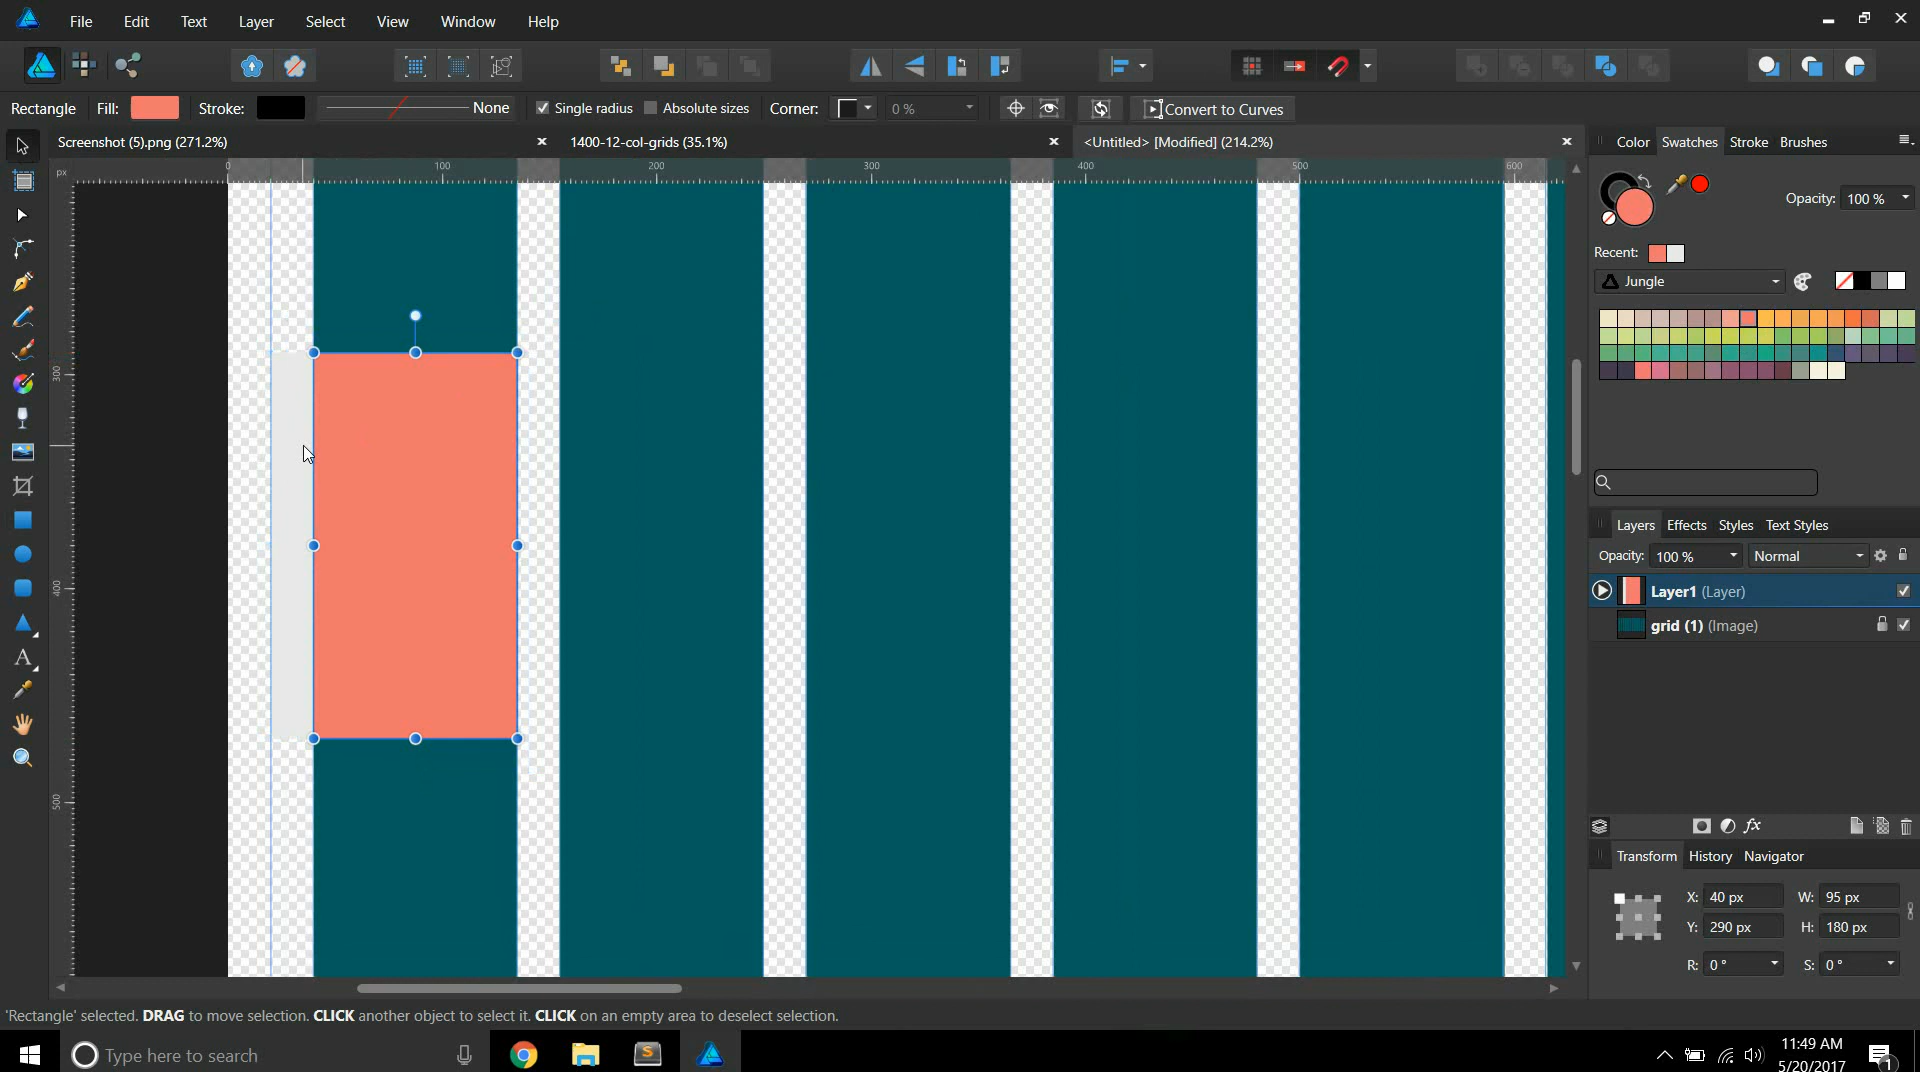 File Edit Text Layer Select View Window Help
Rectangle Fill: Stroke: None Single radius Absolute sizes Corner: 0 % Convert to Curves
Screenshot (5).png (271.2%) 1400-12-col-grids (35.1%) <Untitled> [Modified] (214.2%)
px 0 100 200 300 400 500 600
300
400
500
Color Swatches Stroke Brushes
Opacity: 100 %
Recent:
Jungle
Layers Effects Styles Text Styles
Opacity: 100 % Normal
Layer1 (Layer)
grid (1) (Image)
fx
Transform History Navigator
X: 40 px W: 95 px
Y: 290 px H: 180 px
R: 0 ° S: 0 °
'Rectangle' selected. DRAG to move selection. CLICK another object to select it. CLICK on an empty area to deselect selection.
Type here to search
11:49 AM
5/20/2017
1